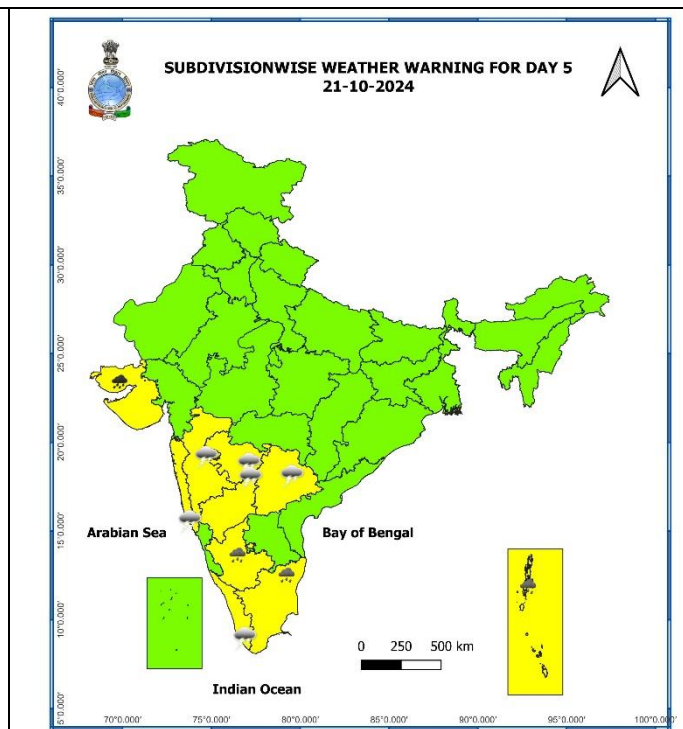 SUBDIVISIONWISE WEATHER WARNING FOR DAY 5
21-10-2024
40°0.000'
35°0.000'
30°0.000'
25°0.000'
20°0.000'
15°0.000'
10°0.000'
5°0.000'
Arabian Sea
Bay of Bengal
0 250 500 km
Indian Ocean
70°0.000' 75°0.000' 80°0.000' 85°0.000' 90°0.000' 95°0.000' 100°0.000'